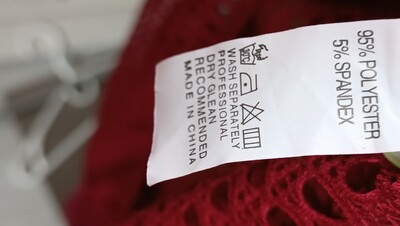 95% POLYESTER
5% SPANDEX
WASH SEPARATELY
PROFESSIONAL
DRY CLEAN
RECOMMENDED
MADE IN CHINA